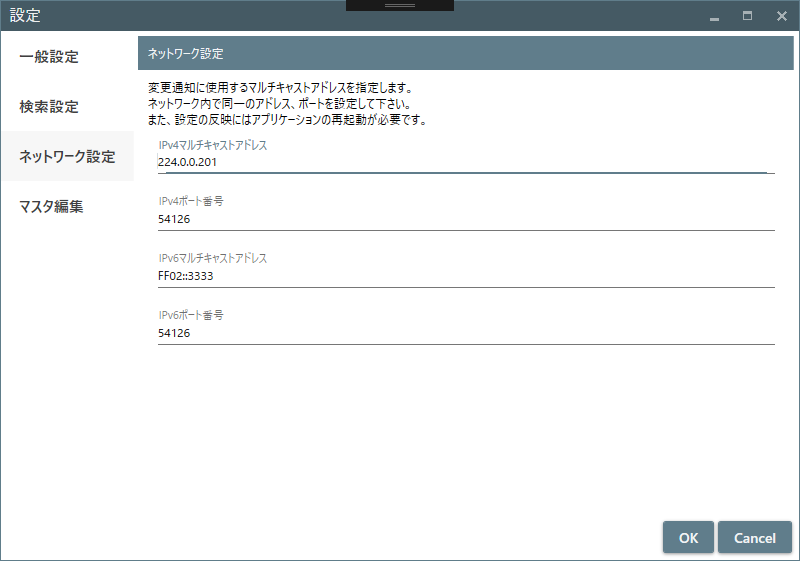 設定
一般設定
検索設定
ネットワーク設定
マスタ編集
ネットワーク設定
変更通知に使用するマルチキャストアドレスを指定します。
ネットワーク内で同一のアドレス、ポートを設定して下さい。
また、設定の反映にはアプリケーションの再起動が必要です。
IPv4マルチキャストアドレス
224.0.0.201
IPv4ポート番号
54126
IPv6マルチキャストアドレス
FF02::3333
IPv6ポート番号
54126
OK
Cancel